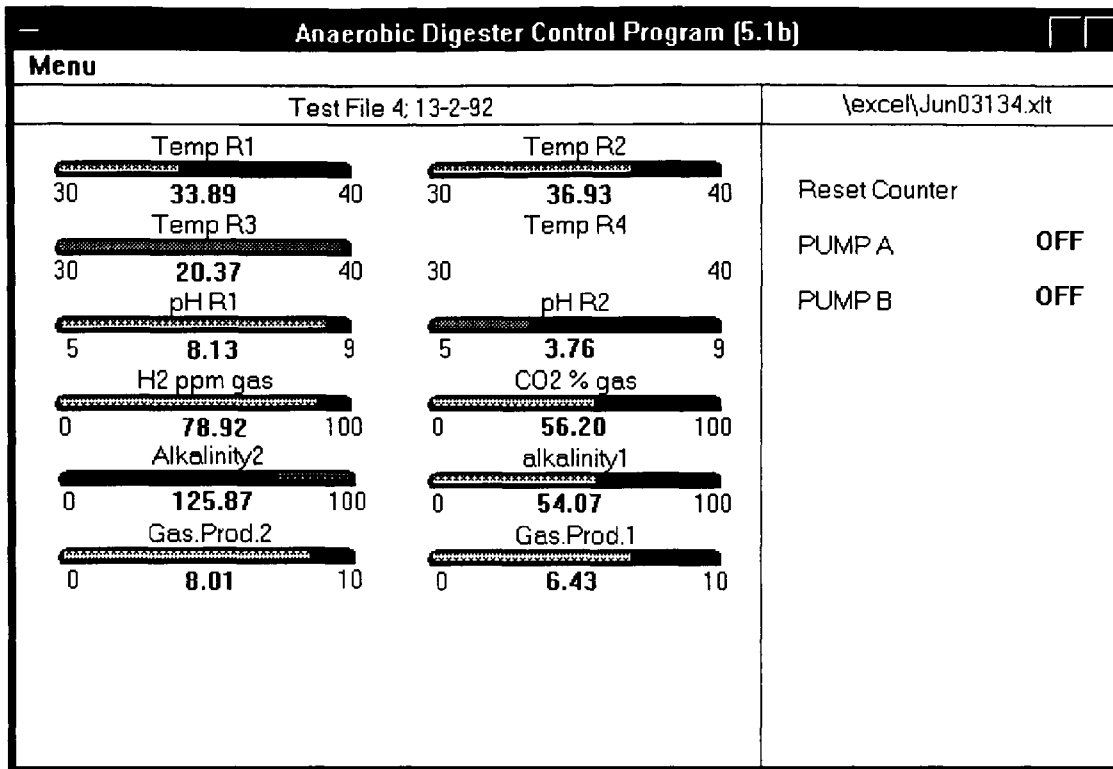 Anaerobic Digester Control Program (5.1b)
Menu
Test File 4; 13-2-92
\excel\Jun03134.xlt
Temp R1
30 33.89 40
Temp R2
30 36.93 40
Temp R3
30 20.37 40
Temp R4
30 40
pH R1
5 8.13 9
pH R2
5 3.76 9
H2 ppm gas
0 78.92 100
CO2 % gas
0 56.20 100
Alkalinity2
0 125.87 100
alkalinity1
0 54.07 100
Gas.Prod.2
0 8.01 10
Gas.Prod.1
0 6.43 10
Reset Counter
PUMP A OFF
PUMP B OFF